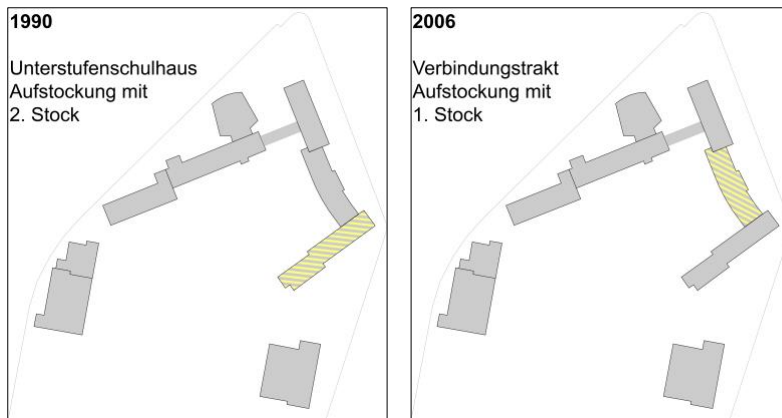 1990
Unterstufenschulhaus
Aufstockung mit
2. Stock
2006
Verbindungstrakt
Aufstockung mit
1. Stock